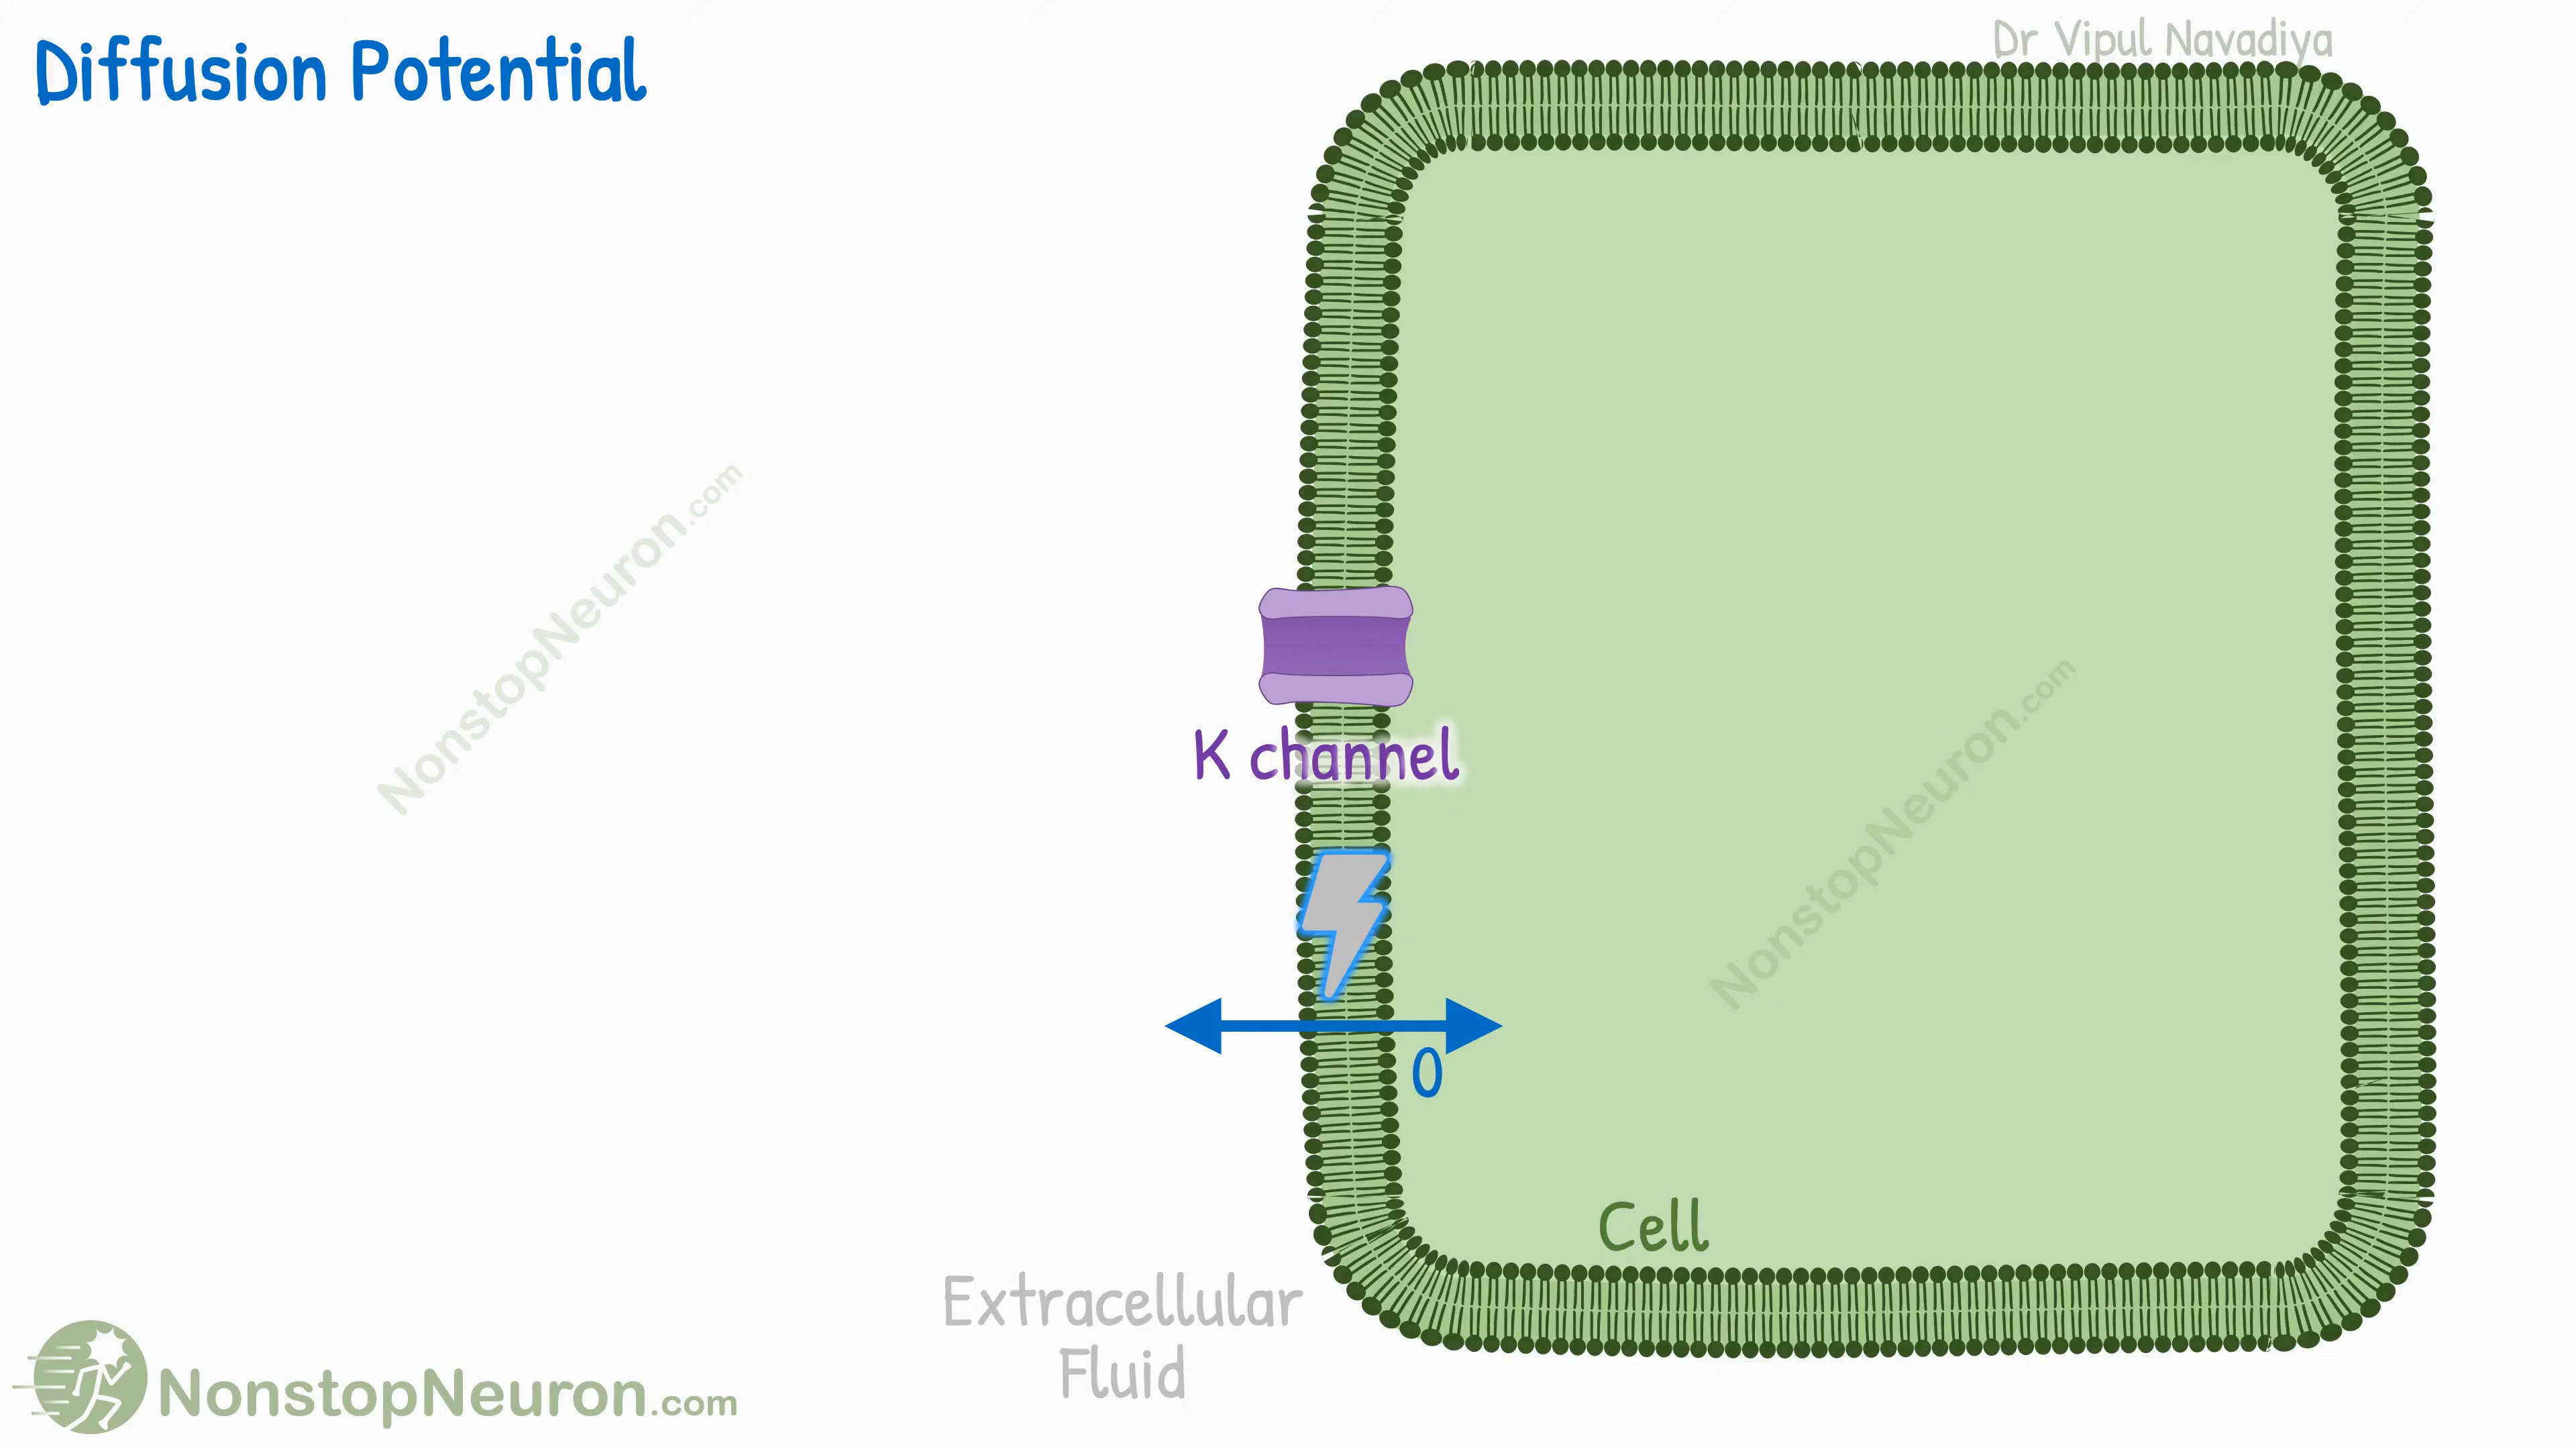 Diffusion Potential
Dr Vipul Navadiya
NonstopNeuron.com
NonstopNeuron.com
K channel
0
Cell
Extracellular
Fluid
NonstopNeuron.com